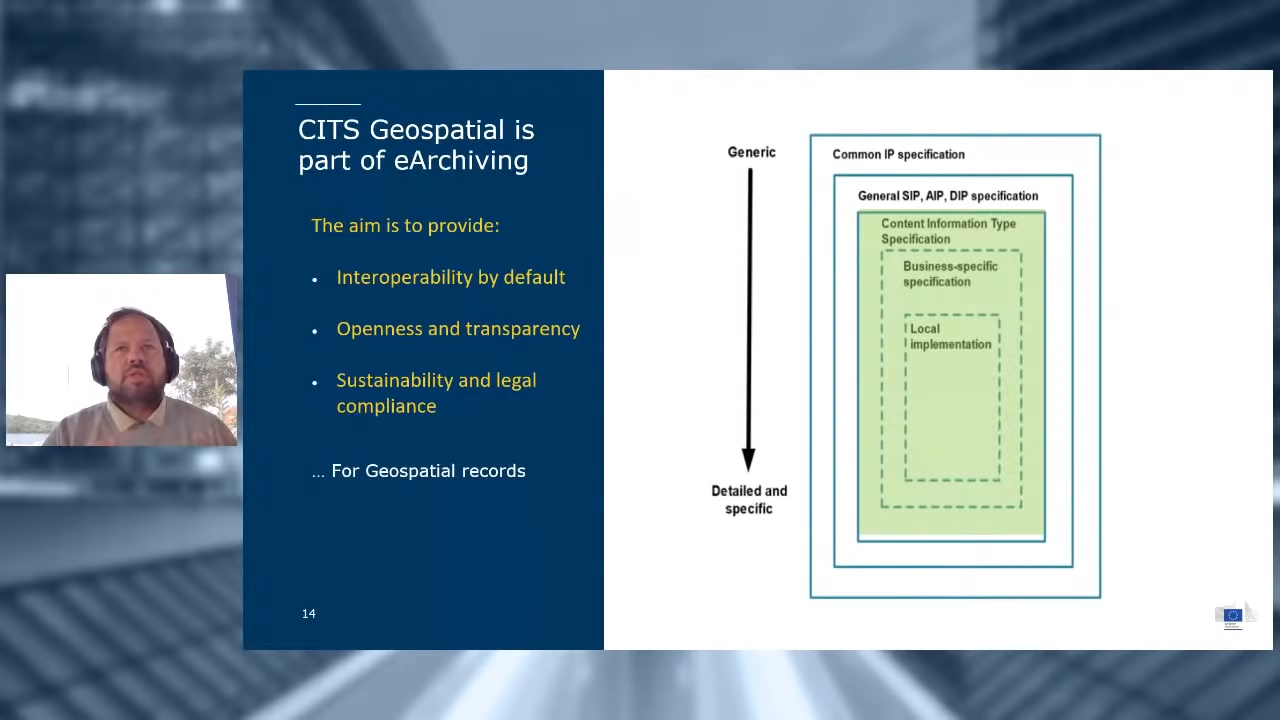 CITS Geospatial is
part of eArchiving
The aim is to provide:
• Interoperability by default
• Openness and transparency
• Sustainability and legal
compliance
... For Geospatial records
14
Generic
Detailed and
specific
Common IP specification
General SIP, AIP, DIP specification
Content Information Type
Specification
Business-specific
specification
Local
implementation